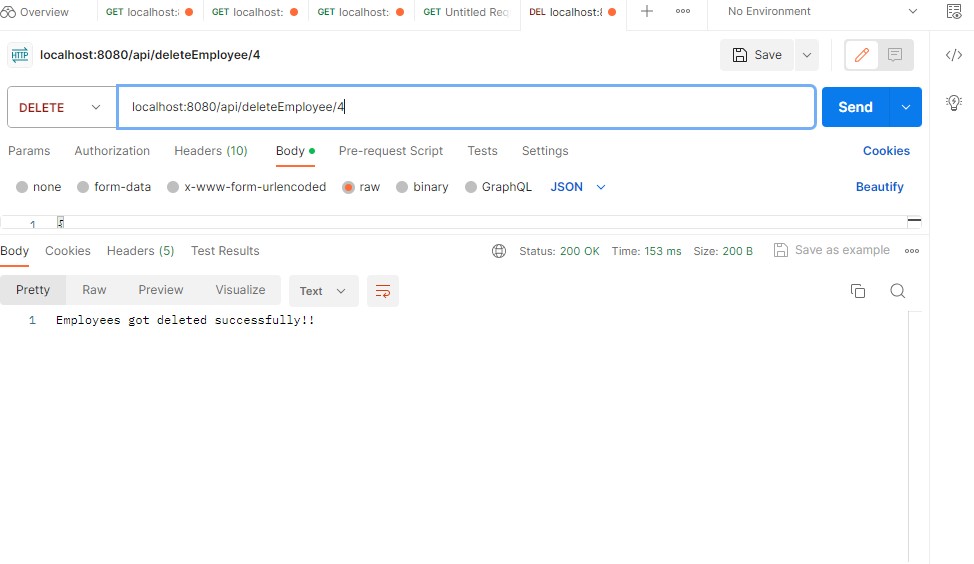 Overview GET localhost: GET localhost: GET localhost: GET Untitled Req DEL localhost:8 No Environment
HTTP localhost:8080/api/deleteEmployee/4 Save
DELETE localhost:8080/api/deleteEmployee/4 Send
Params Authorization Headers (10) Body Pre-request Script Tests Settings Cookies
none form-data x-www-form-urlencoded raw binary GraphQL JSON Beautify
1
Body Cookies Headers (5) Test Results Status: 200 OK Time: 153 ms Size: 200 B Save as example
Pretty Raw Preview Visualize Text
1 Employees got deleted successfully!!